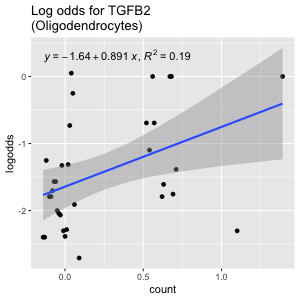 Log odds for TGFB2
(Oligodendrocytes)
y = −1.64 + 0.891 x, R² = 0.19
logodds
0
-1
-2
0.0 0.5 1.0
count